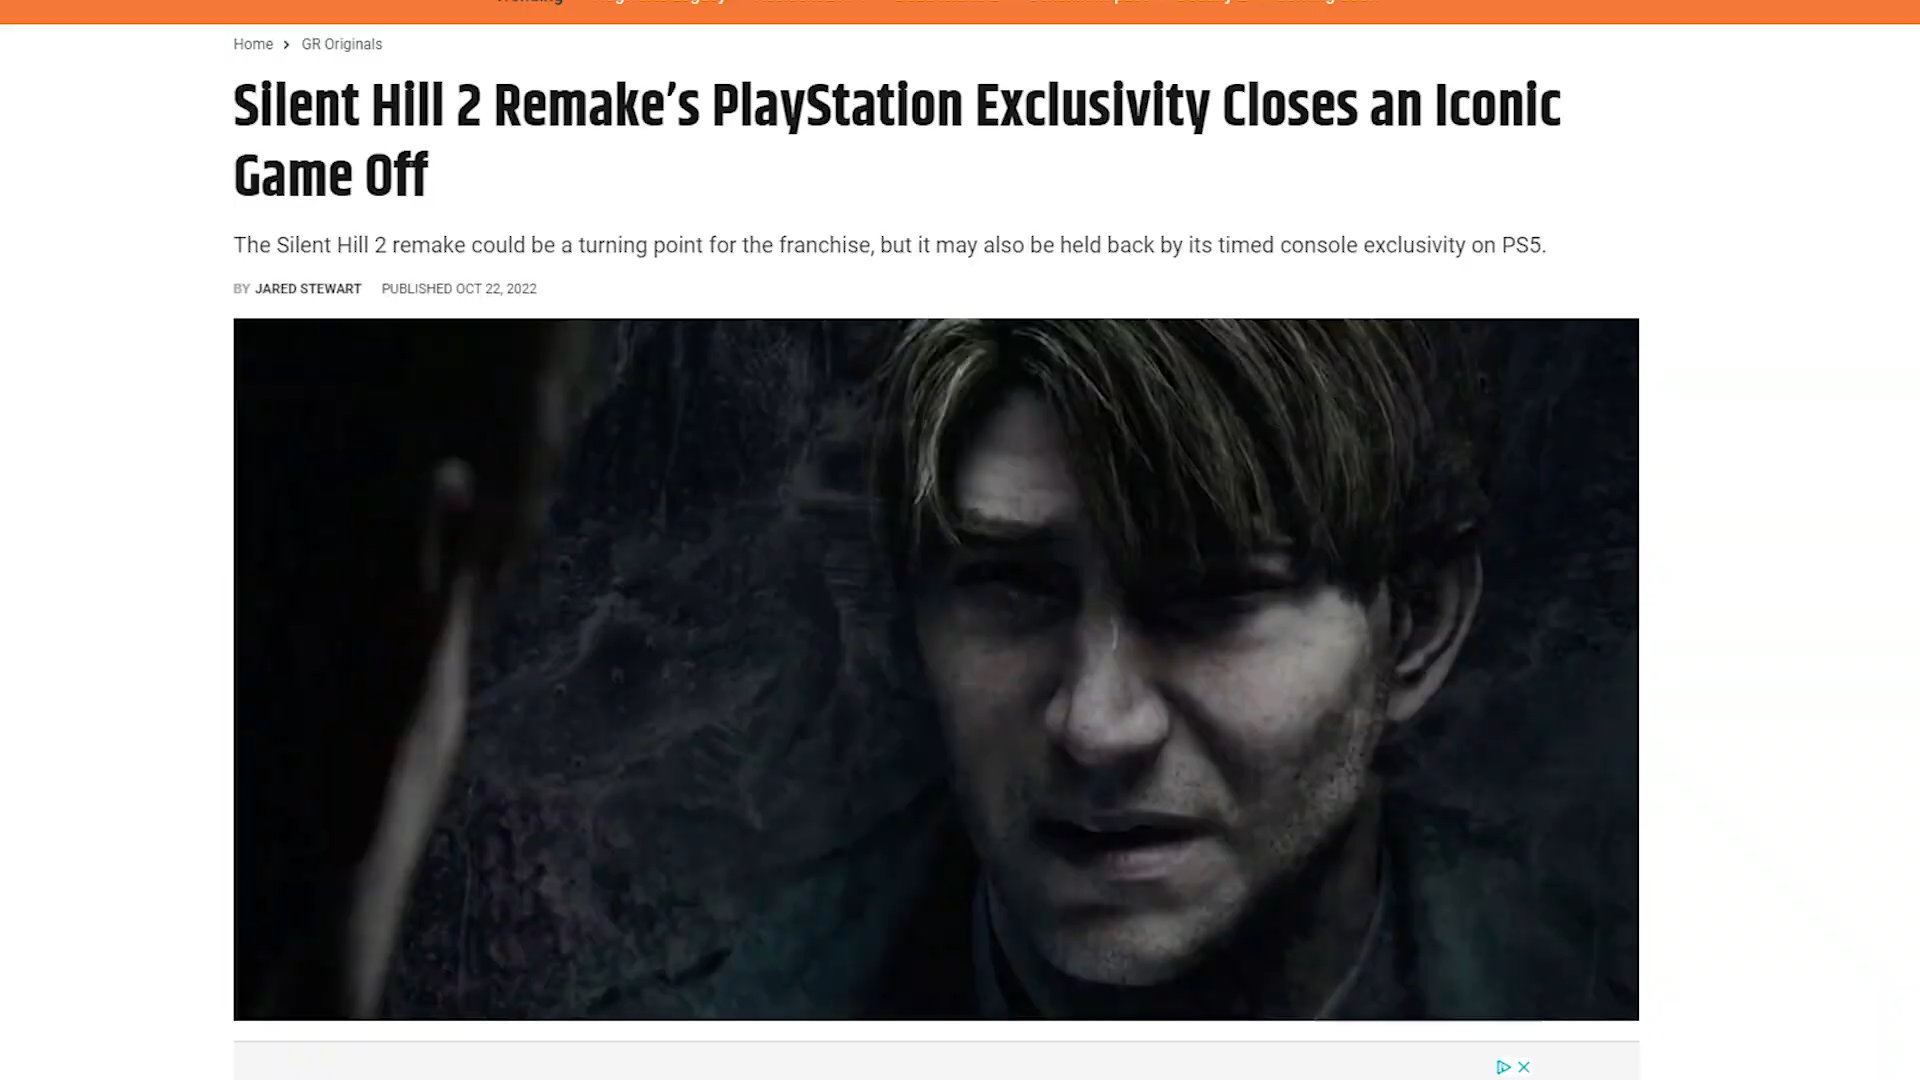 Home > GR Originals
Silent Hill 2 Remake’s PlayStation Exclusivity Closes an Iconic
Game Off
The Silent Hill 2 remake could be a turning point for the franchise, but it may also be held back by its timed console exclusivity on PS5.
BY JARED STEWART PUBLISHED OCT 22, 2022